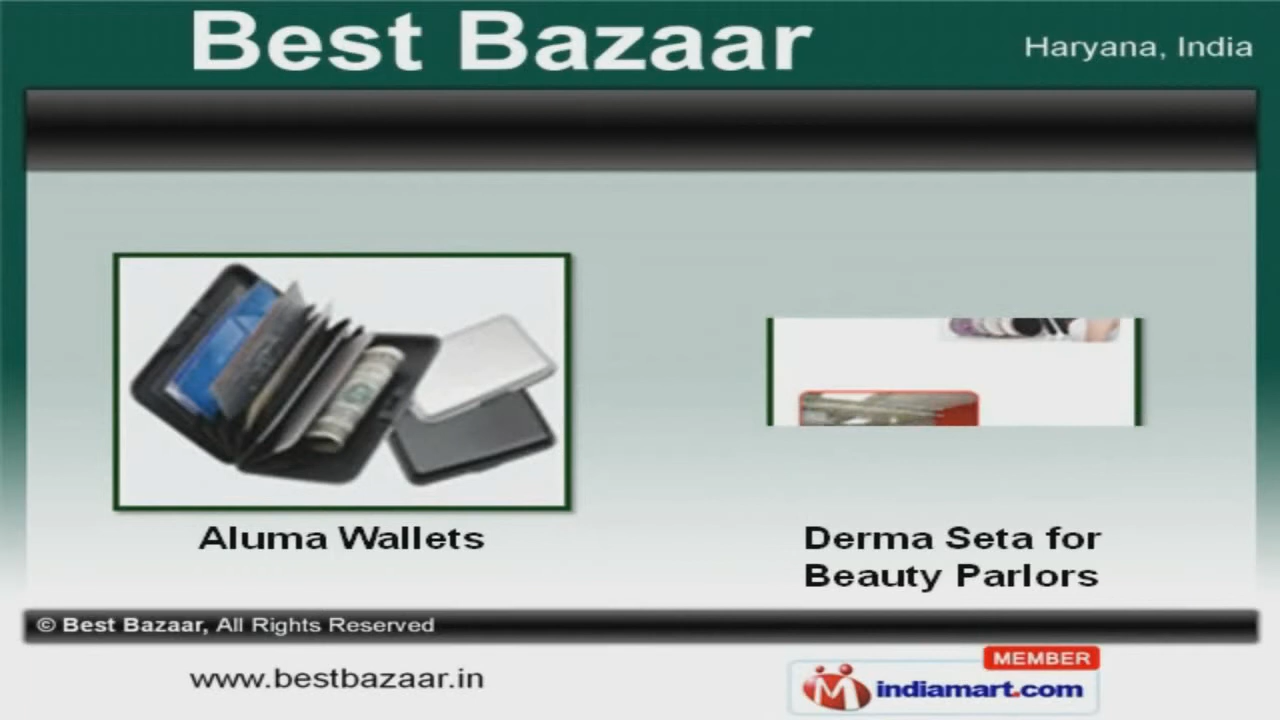 Best Bazaar
Haryana, India
Aluma Wallets
Derma Seta for
Beauty Parlors
© Best Bazaar, All Rights Reserved
www.bestbazaar.in
MEMBER
indiamart.com